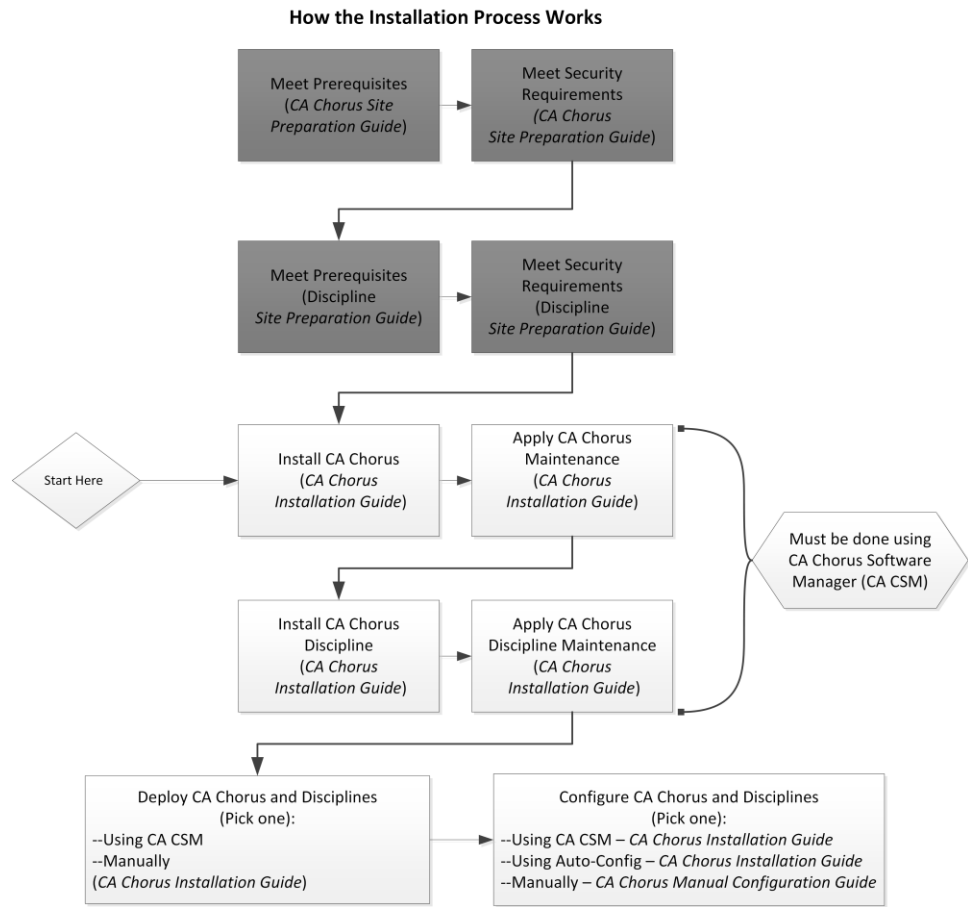 How the Installation Process Works
Meet Prerequisites
(CA Chorus Site
Preparation Guide)
Meet Security
Requirements
(CA Chorus
Site Preparation Guide)
Meet Prerequisites
(Discipline
Site Preparation Guide)
Meet Security
Requirements
(Discipline
Site Preparation Guide)
Start Here
Install CA Chorus
(CA Chorus
Installation Guide)
Apply CA Chorus
Maintenance
(CA Chorus
Installation Guide)
Must be done using
CA Chorus Software
Manager (CA CSM)
Install CA Chorus
Discipline
(CA Chorus
Installation Guide)
Apply CA Chorus
Discipline Maintenance
(CA Chorus
Installation Guide)
Deploy CA Chorus and Disciplines
(Pick one):
--Using CA CSM
--Manually
(CA Chorus Installation Guide)
Configure CA Chorus and Disciplines
(Pick one):
--Using CA CSM – CA Chorus Installation Guide
--Using Auto-Config – CA Chorus Installation Guide
--Manually – CA Chorus Manual Configuration Guide